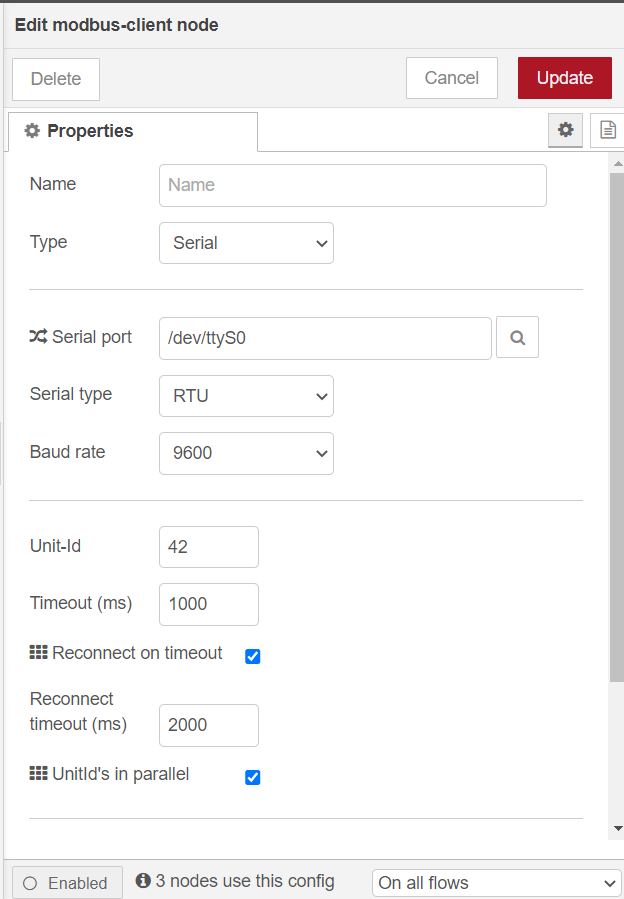 Edit modbus-client node
Delete
Cancel
Update
Properties
Name
Name
Type
Serial
Serial port
/dev/ttyS0
Serial type
RTU
Baud rate
9600
Unit-Id
42
Timeout (ms)
1000
Reconnect on timeout
Reconnect
timeout (ms)
2000
UnitId's in parallel
Enabled
3 nodes use this config
On all flows